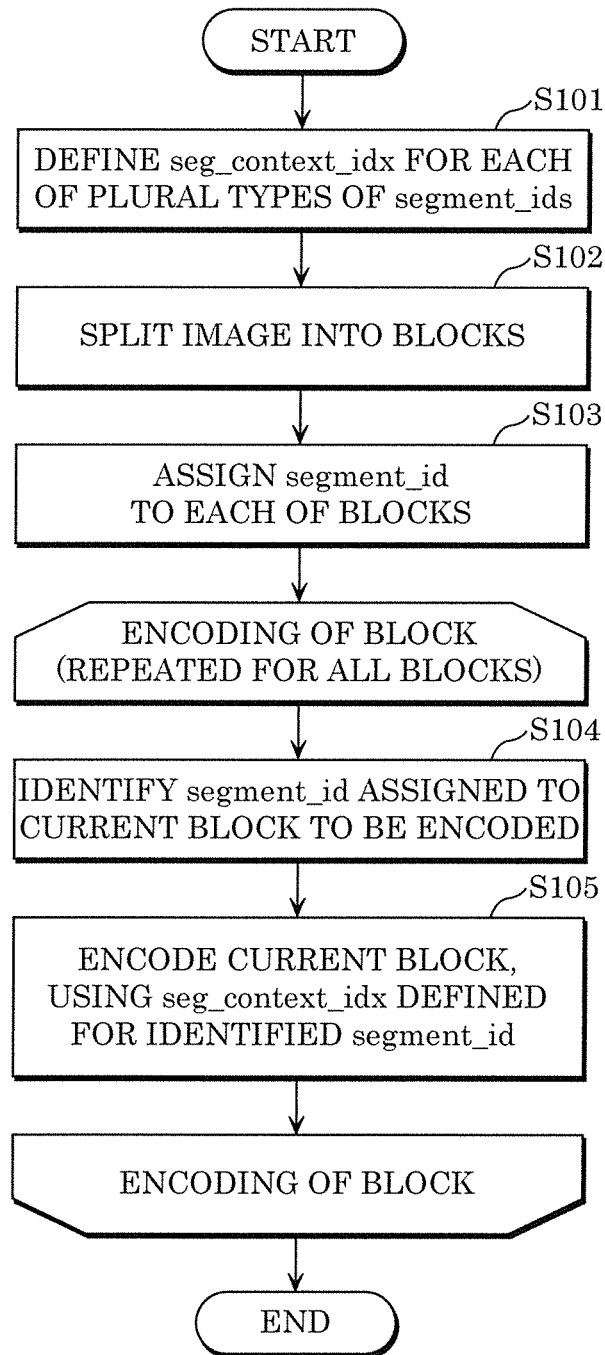 START
S101
DEFINE seg_context_idx FOR EACH
OF PLURAL TYPES OF segment_ids
S102
SPLIT IMAGE INTO BLOCKS
S103
ASSIGN segment_id
TO EACH OF BLOCKS
ENCODING OF BLOCK
(REPEATED FOR ALL BLOCKS)
S104
IDENTIFY segment_id ASSIGNED TO
CURRENT BLOCK TO BE ENCODED
S105
ENCODE CURRENT BLOCK,
USING seg_context_idx DEFINED
FOR IDENTIFIED segment_id
ENCODING OF BLOCK
END